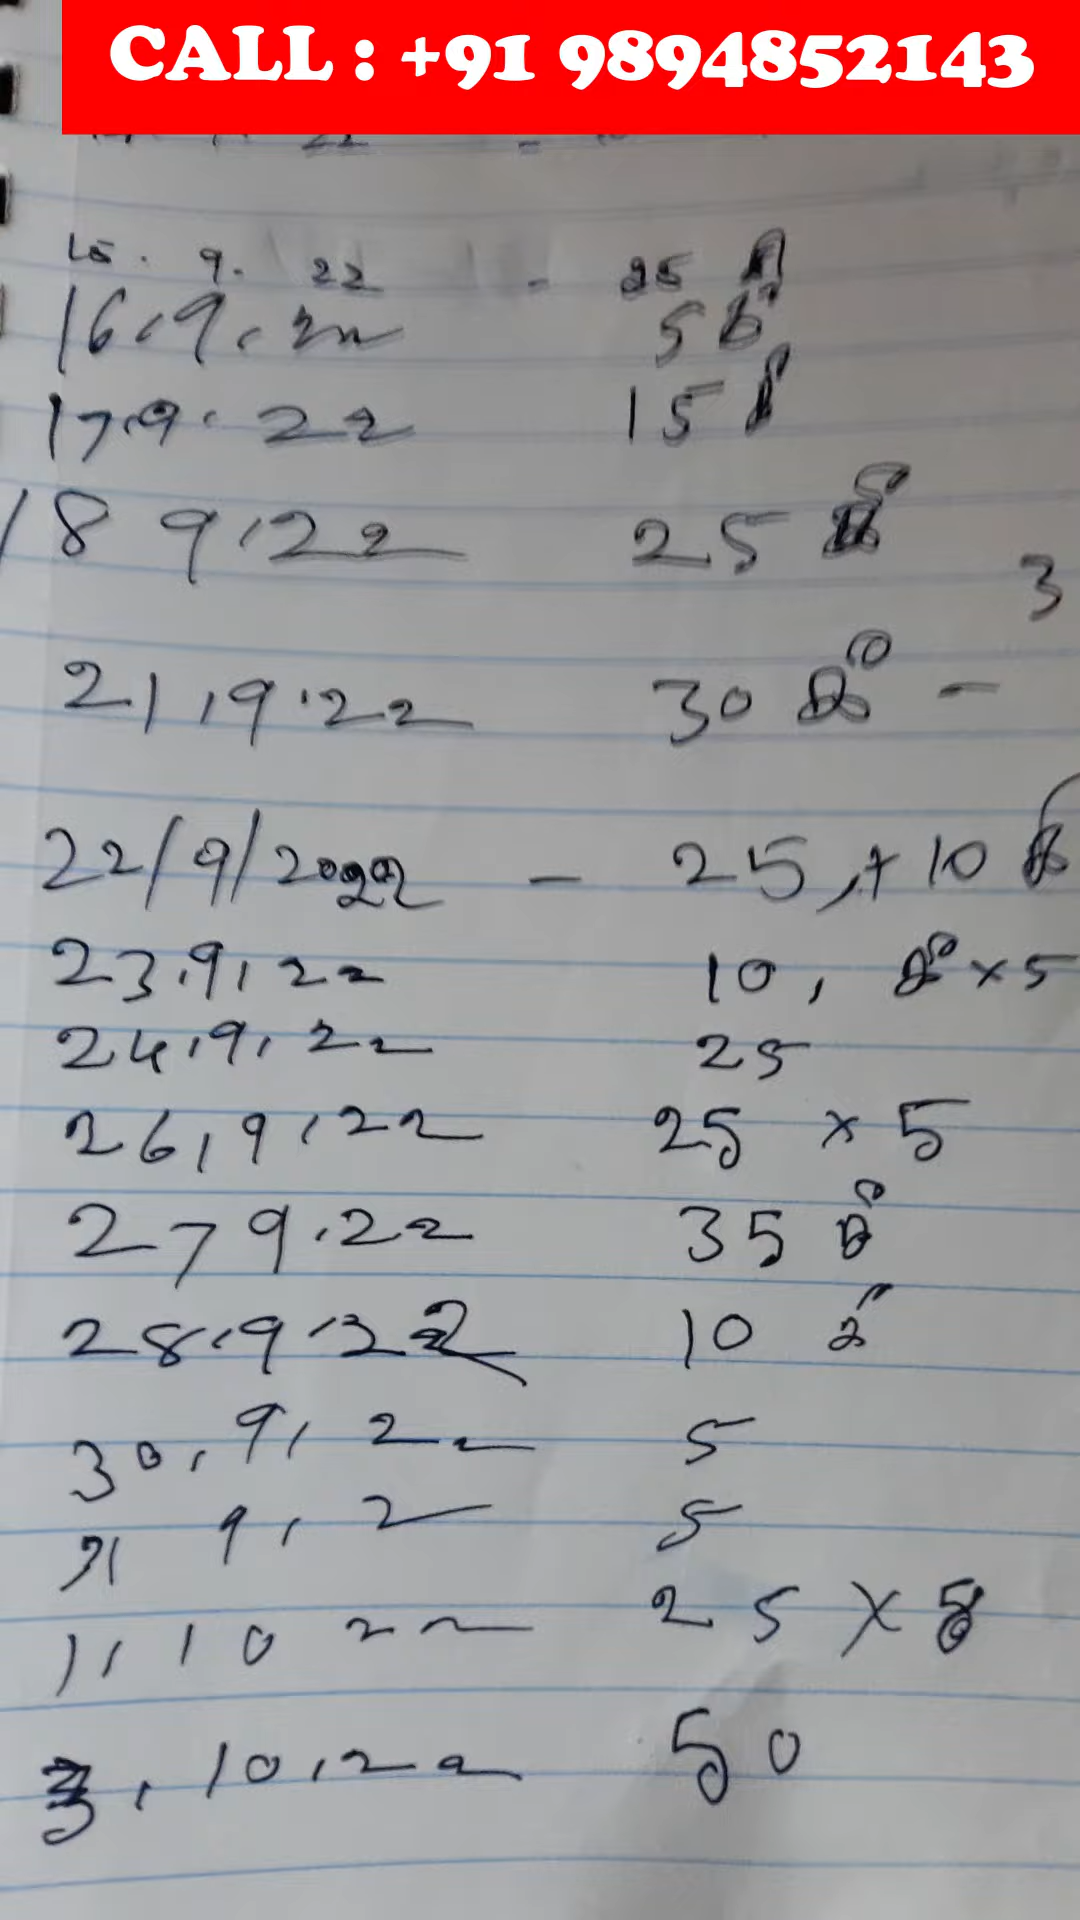 CALL : +91 9894852143
15. 9. 22 - 25
16.9.22 5
17.9.22 15
18 9.22 25
3
21.9.22 30 -
22/9/2022 - 25, + 10
23.9.22 10, x 5
24.9.22 25
26.9.22 25 x 5
27 9.22 35
28.9.22 10
30.9.22 5
31 9.2 5
1. 10 22 25 x 5
3.10.22 50